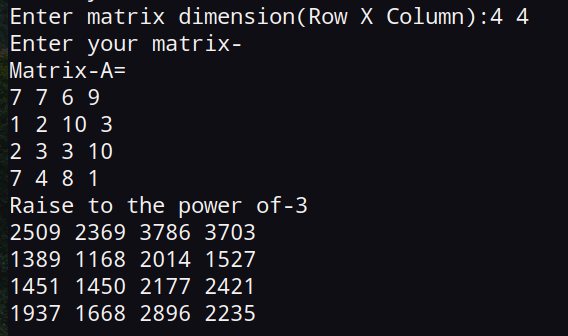 Enter matrix dimension(Row X Column):4 4
Enter your matrix-
Matrix-A=
7 7 6 9
1 2 10 3
2 3 3 10
7 4 8 1
Raise to the power of-3
2509 2369 3786 3703
1389 1168 2014 1527
1451 1450 2177 2421
1937 1668 2896 2235